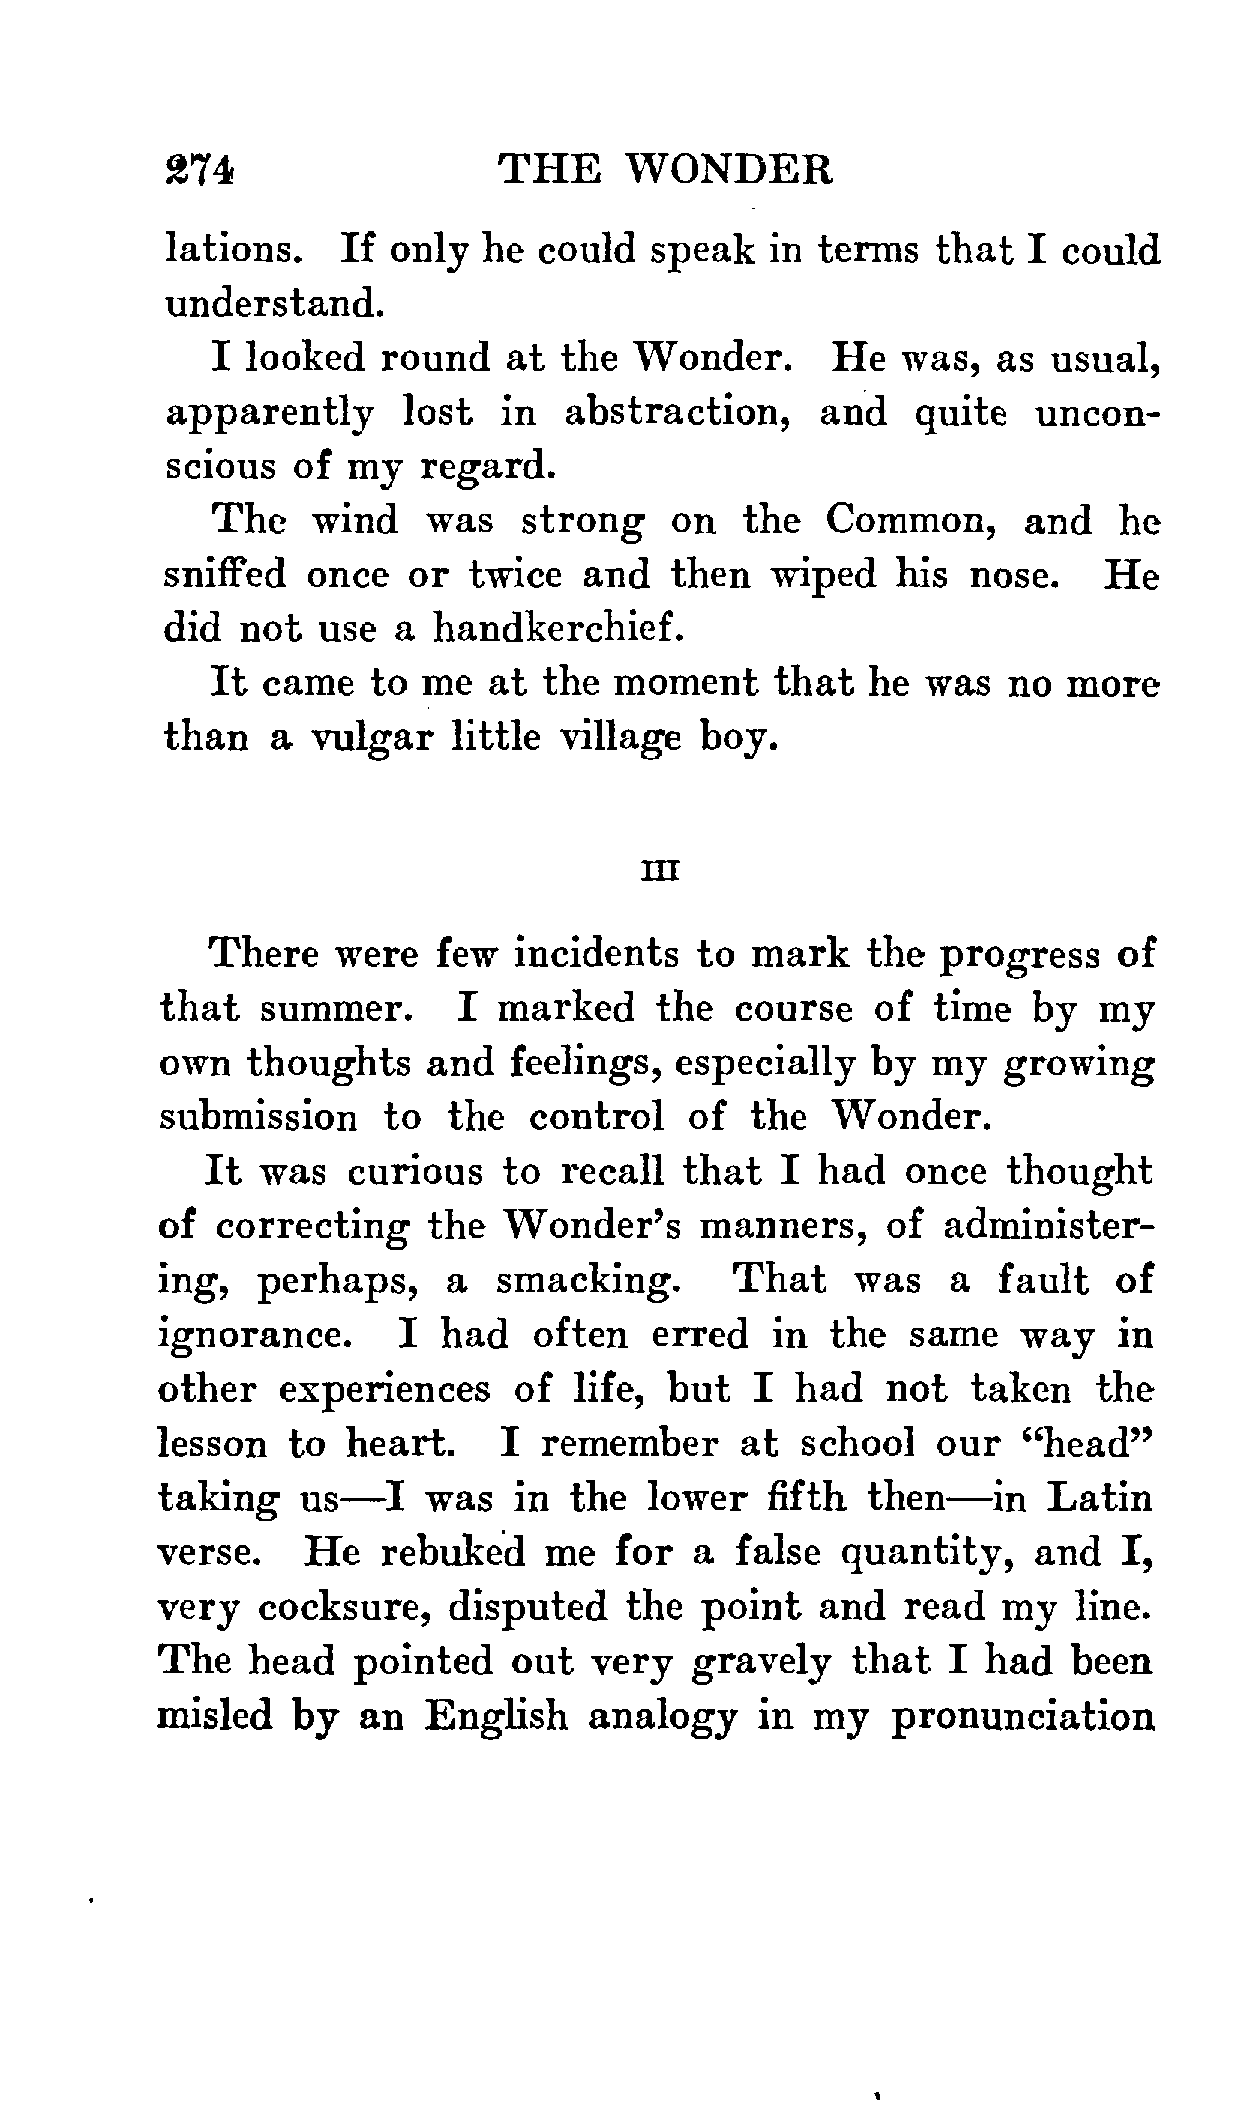 274 THE WONDER
lations. If only he could speak in terms that I could
understand.
I looked round at the Wonder. He was, as usual,
apparently lost in abstraction, and quite uncon-
scious of my regard.
The wind was strong on the Common, and he
sniffed once or twice and then wiped his nose. He
did not use a handkerchief.
It came to me at the moment that he was no more
than a vulgar little village boy.
III
There were few incidents to mark the progress of
that summer. I marked the course of time by my
own thoughts and feelings, especially by my growing
submission to the control of the Wonder.
It was curious to recall that I had once thought
of correcting the Wonder's manners, of administer-
ing, perhaps, a smacking. That was a fault of
ignorance. I had often erred in the same way in
other experiences of life, but I had not taken the
lesson to heart. I remember at school our “head”
taking us—I was in the lower fifth then—in Latin
verse. He rebuked me for a false quantity, and I,
very cocksure, disputed the point and read my line.
The head pointed out very gravely that I had been
misled by an English analogy in my pronunciation